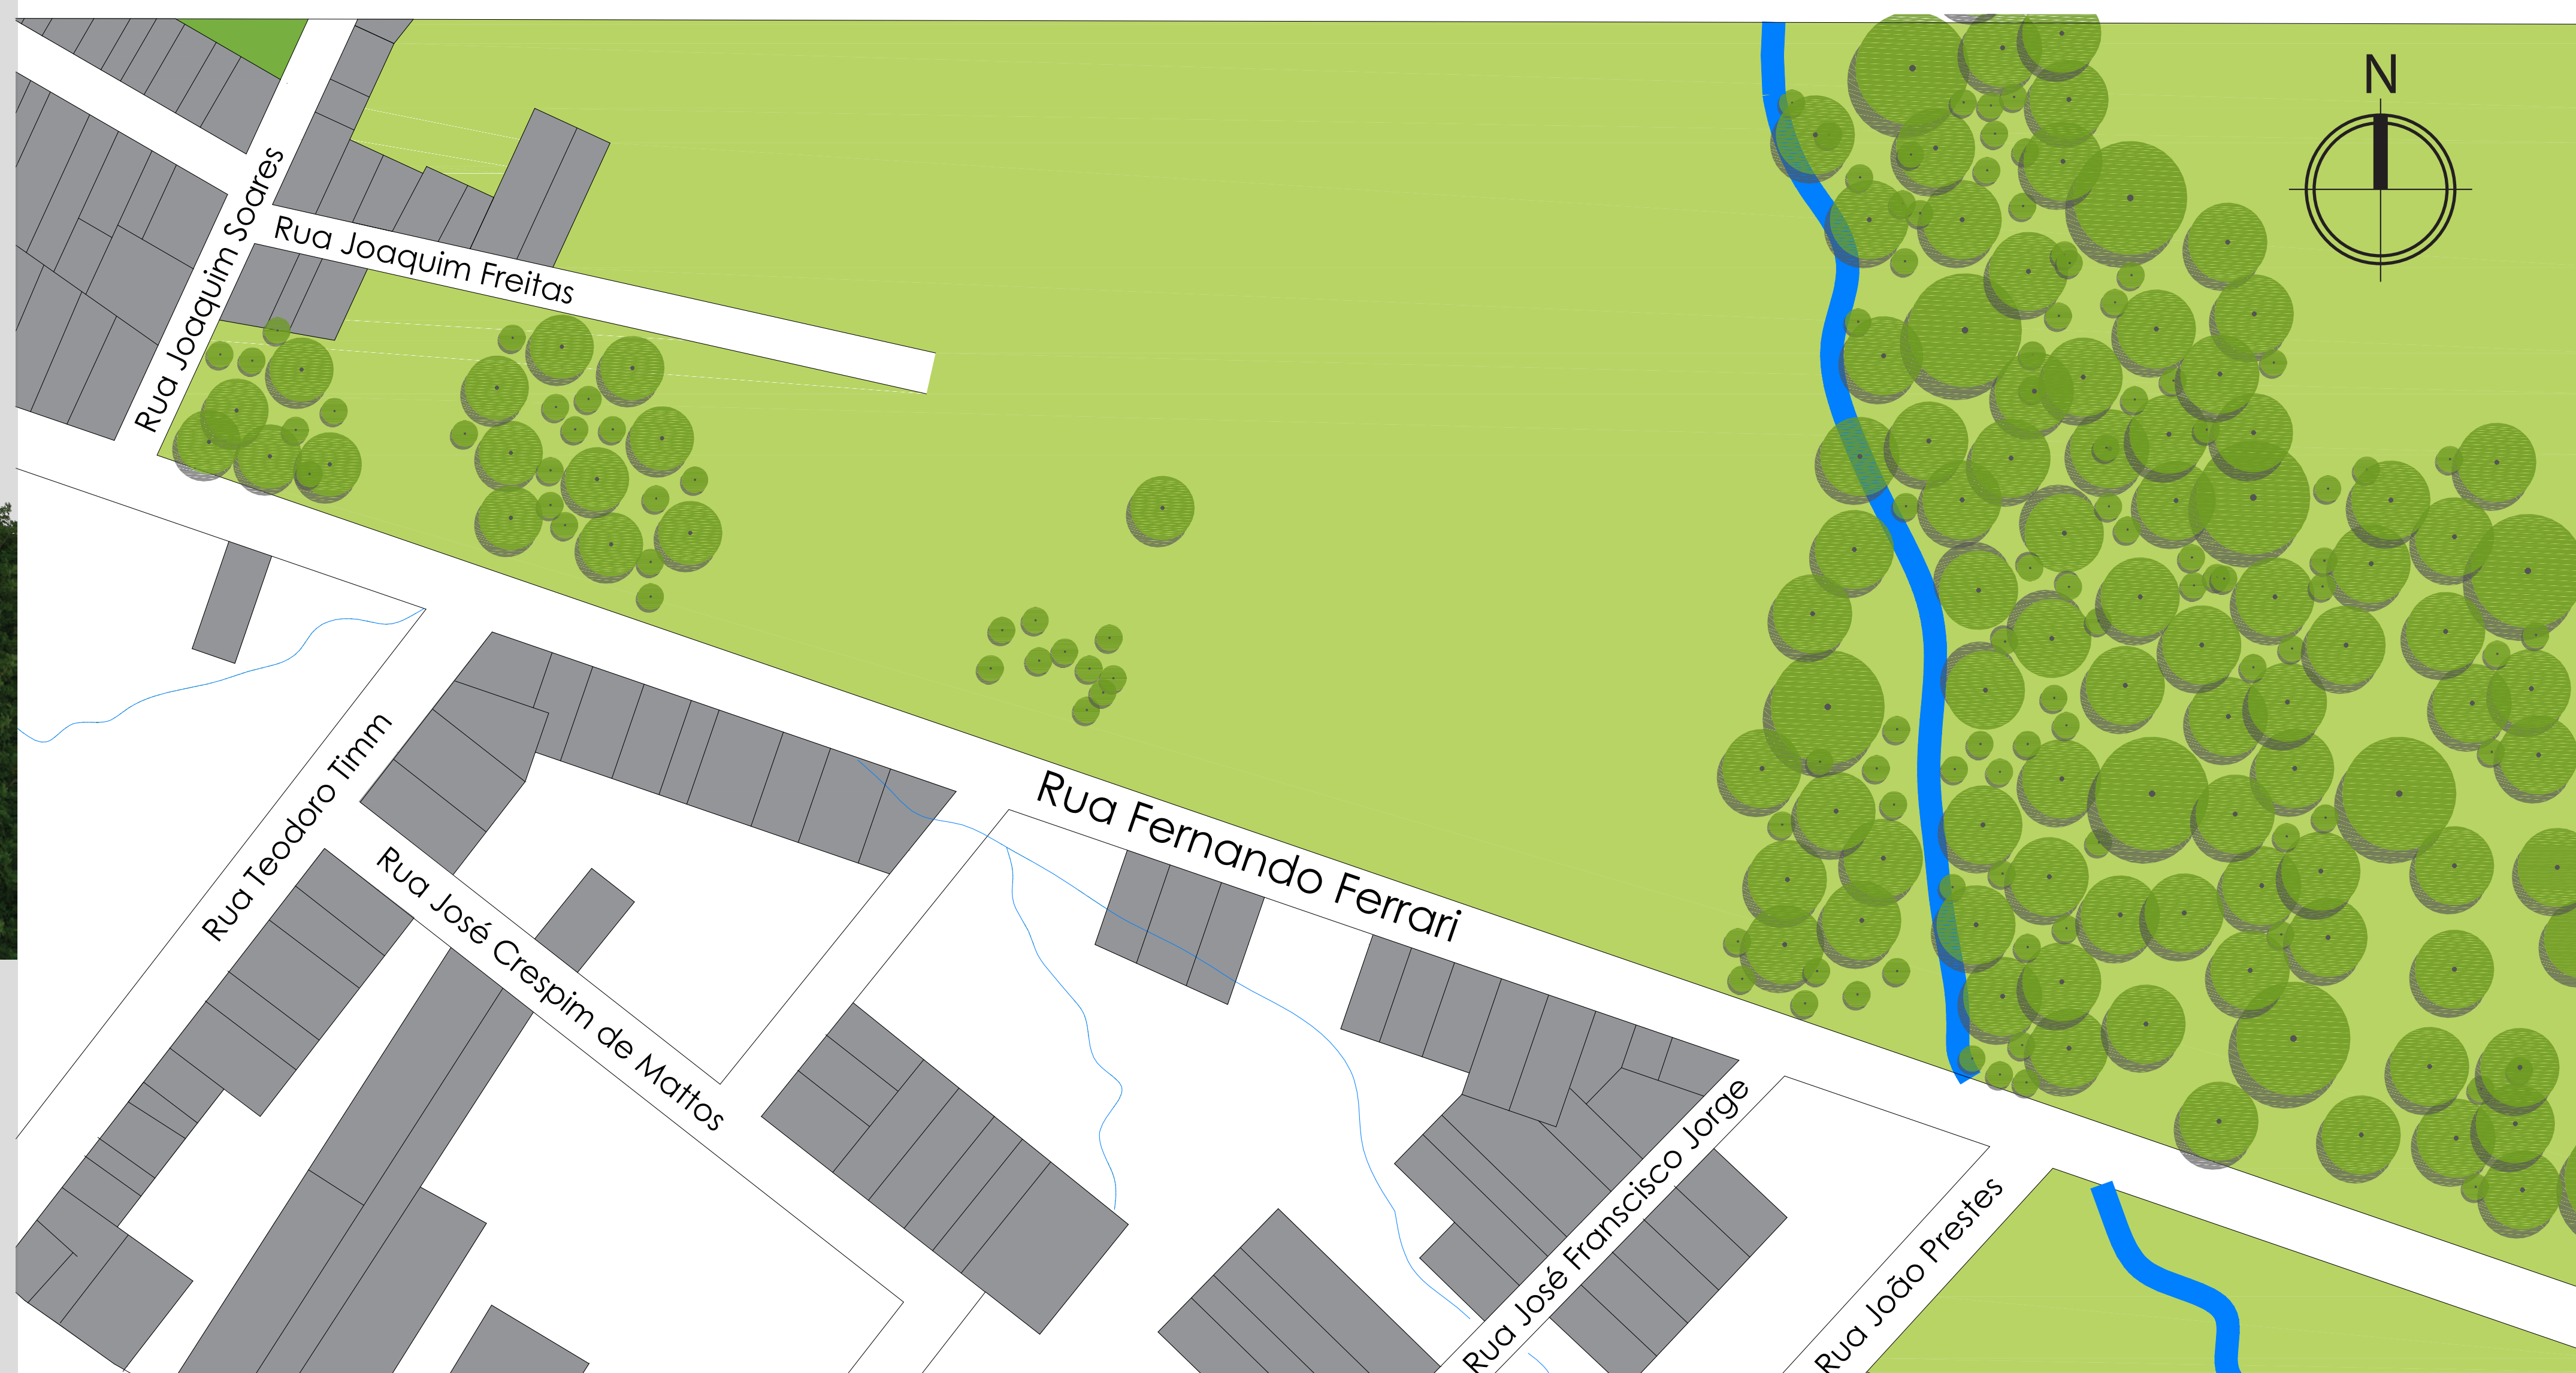 N
Rua Joaquim Soares
Rua Joaquim Freitas
Rua Teodoro Timm
Rua Fernando Ferrari
Rua José Crespim de Mattos
Rua José Franscisco Jorge
Rua João Prestes